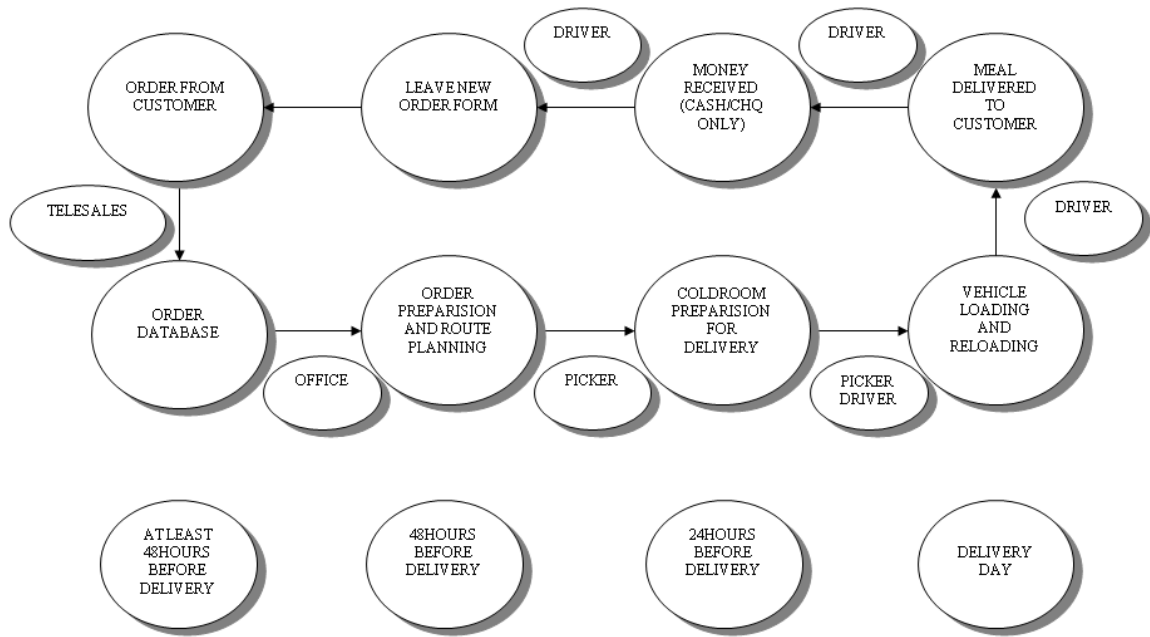 DRIVER
DRIVER
ORDER FROM
CUSTOMER
LEAVE NEW
ORDER FORM
MONEY
RECEIVED
(CASH/CHQ
ONLY)
MEAL
DELIVERED
TO
CUSTOMER
TELESALES
DRIVER
ORDER
DATABASE
ORDER
PREPARISION
AND ROUTE
PLANNING
COLDROOM
PREPARISION
FOR
DELIVERY
VEHICLE
LOADING
AND
RELOADING
OFFICE
PICKER
PICKER
DRIVER
AT LEAST
48HOURS
BEFORE
DELIVERY
48HOURS
BEFORE
DELIVERY
24HOURS
BEFORE
DELIVERY
DELIVERY
DAY